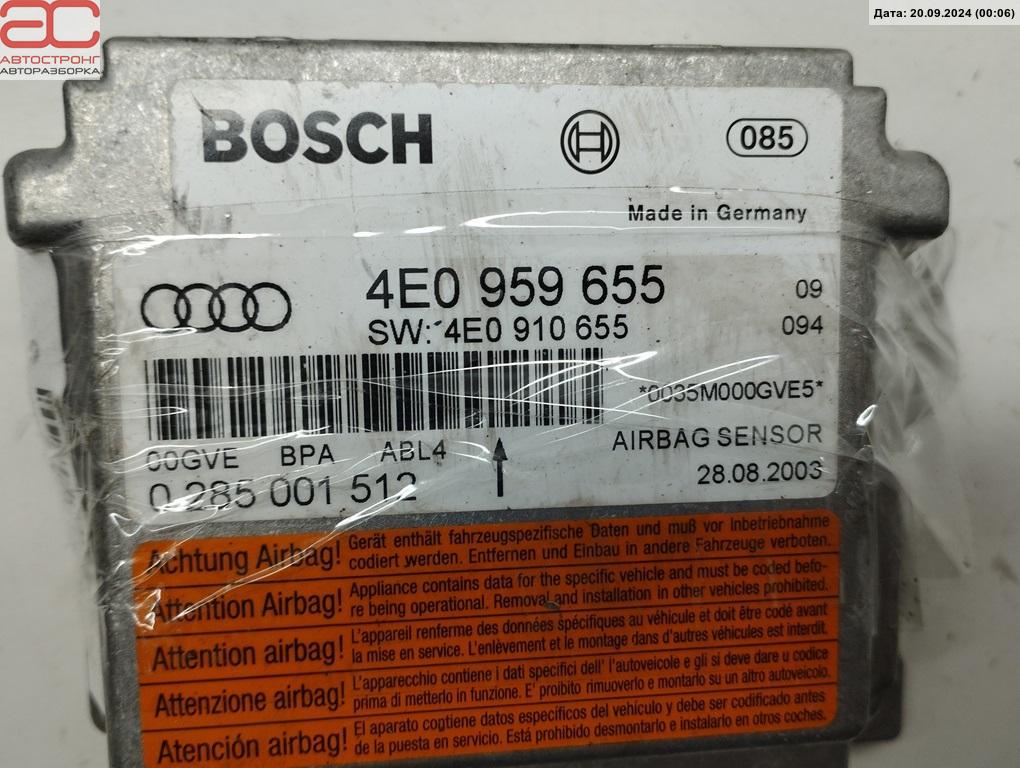 АС
АВТОСТРОНГ
АВТОРАЗБОРКА
Дата: 20.09.2024 (00:06)
BOSCH
085
Made in Germany
4E0 959 655
09
SW: 4E0 910 655
094
*0035M000GVE5*
AIRBAG SENSOR
00GVE BPA ABL4
28.08.2003
0 285 001 512
Achtung Airbag! Gerät enthält fahrzeugspezifische Daten und muß vor Inbetriebnahme
codiert werden. Entfernen und Einbau in andere Fahrzeuge verboten.
Attention Airbag! Appliance contains data for the specific vehicle and must be coded befo-
re being operational. Removal and installation in other vehicles prohibited.
Attention airbag! L'appareil renferme des données spécifiques au véhicule et doit être codé avant
la mise en service. L'enlèvement et le montage dans d'autres véhicules est interdit.
Attenzione airbag! L'apparecchio contiene i dati specifici dell' l'autoveicolo e gli si deve dare u codice
prima di metterlo in funzione. E' proibito rimuoverlo e montarlo su un altro autoveicolo.
Atención airbag! El aparato cogtiene datos específicos del vehículo y debe ser codificado antes
de la puesta en servicio. Está prohibido desmontarlo e instalarlo en otros coches.